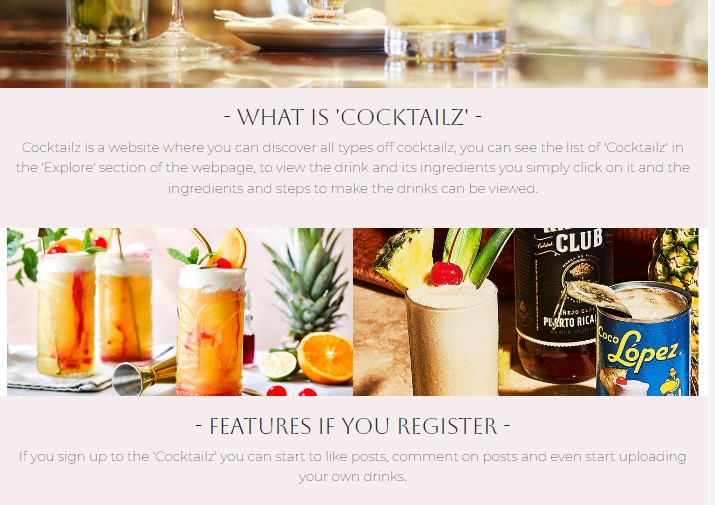 - WHAT IS 'COCKTAILZ' -
Cocktailz is a website where you can discover all types off cocktailz, you can see the list of 'Cocktailz' in
the 'Explore' section of the webpage, to view the drink and its ingredients you simply click on it and the
ingredients and steps to make the drinks can be viewed.
CLUB
PUERTO RICA
Coco
López
- FEATURES IF YOU REGISTER -
If you sign up to the 'Cocktailz' you can start to like posts, comment on posts and even start uploading
your own drinks.